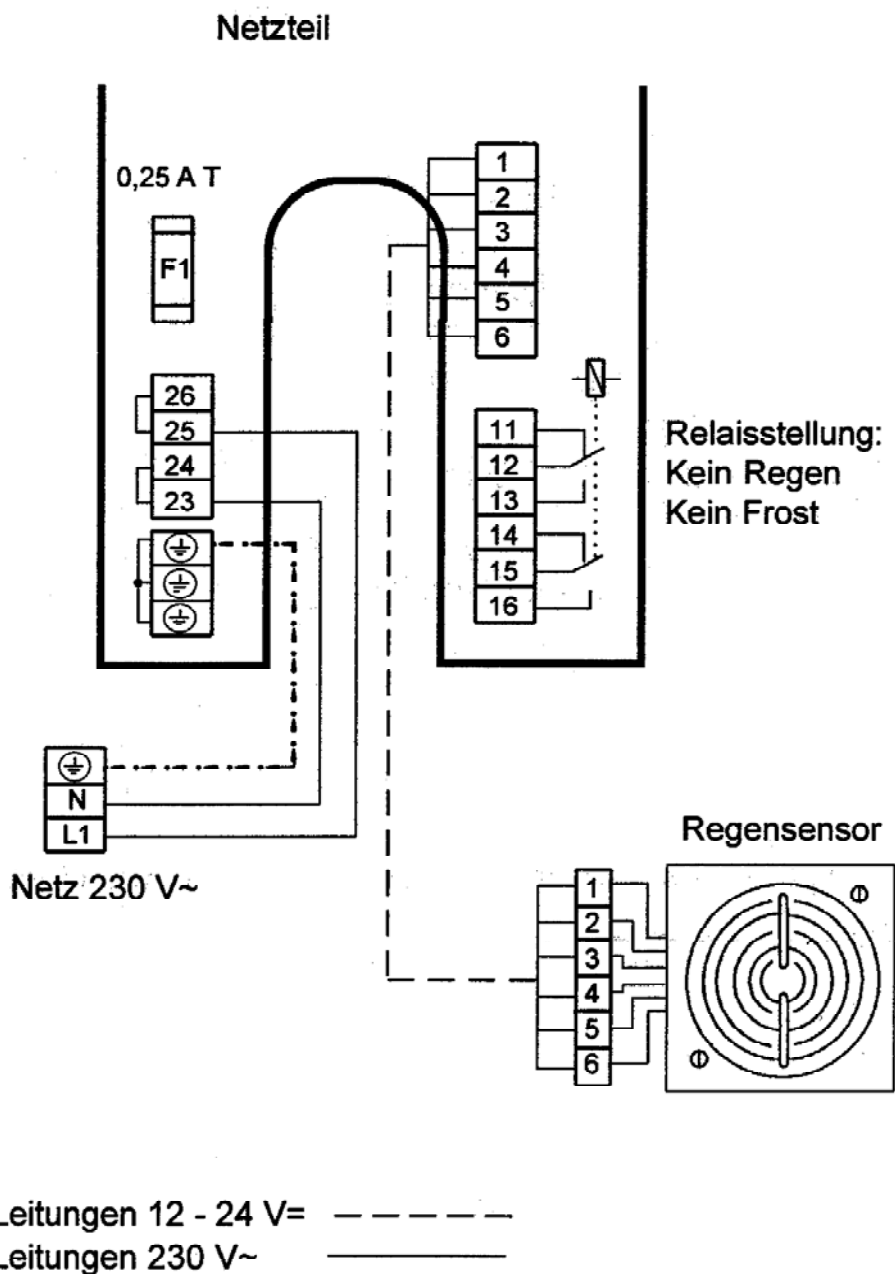 Netzteil
0,25 A T
F1
1
2
3
4
5
6
26
25
24
23
11
12
13
14
15
16
Relaisstellung:
Kein Regen
Kein Frost
N
L1
Netz 230 V~
Regensensor
1
2
3
4
5
6
Leitungen 12 - 24 V=
Leitungen 230 V~